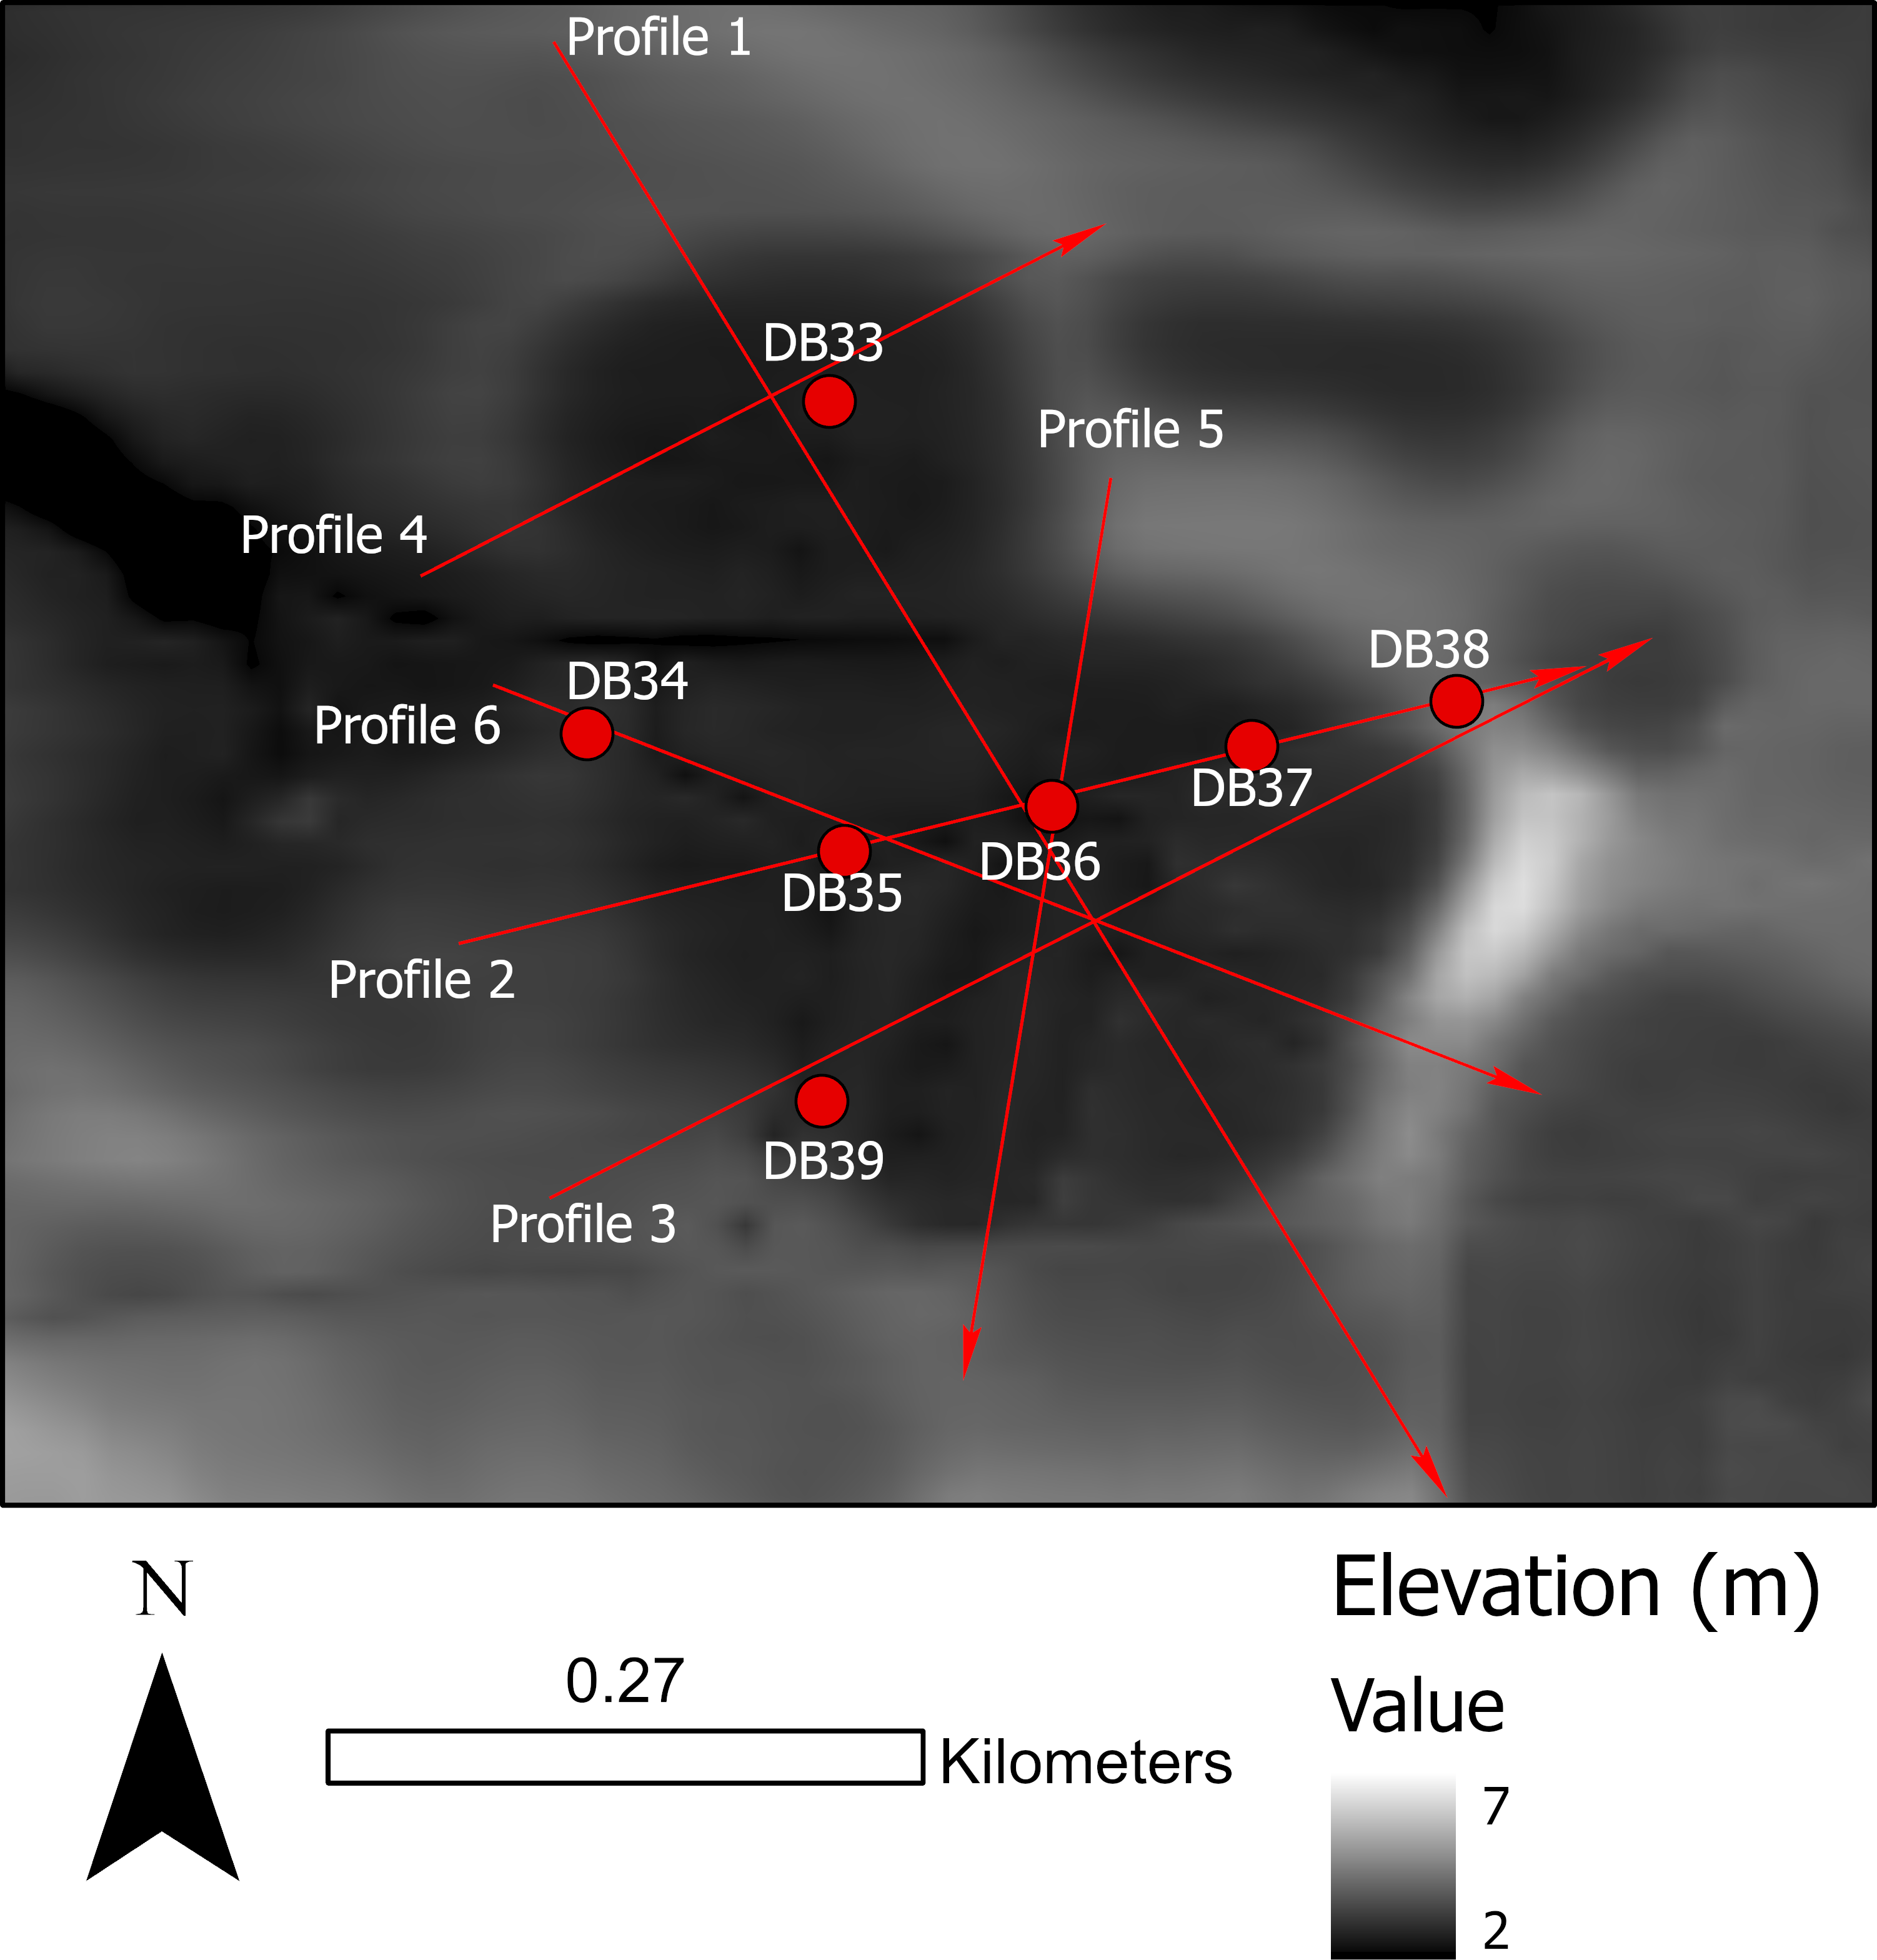 Profile 1
DB33
Profile 5
Profile 4
DB38
DB34
Profile 6
DB37
DB36
DB35
Profile 2
DB39
Profile 3
N
Elevation (m)
0.27
Kilometers
Value
7
2